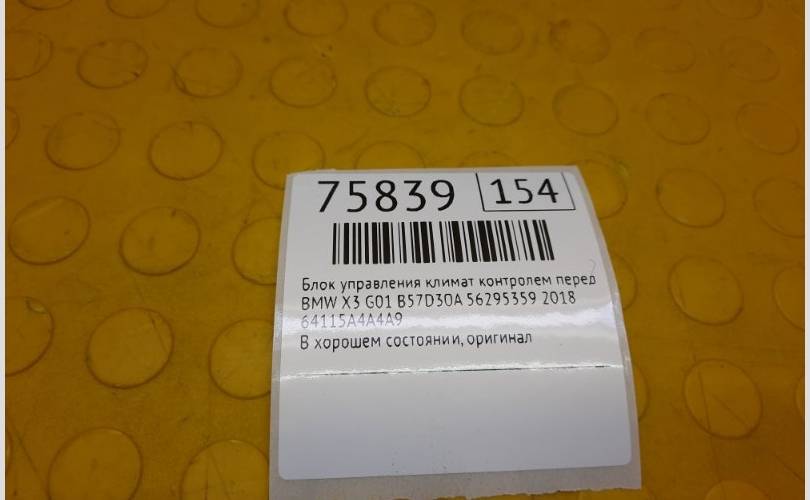 75839 154
Блок управления климат контролем перед
BMW X3 G01 B57D30A 56295359 2018
64115A4A4A9
В хорошем состоянии, оригинал